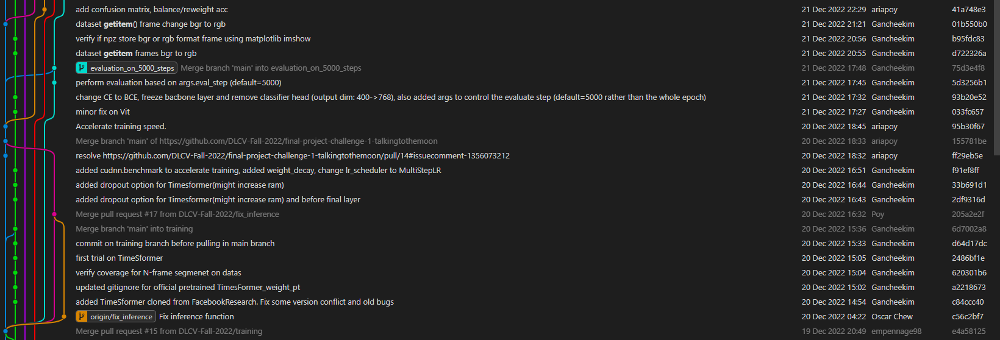 add confusion matrix, balance/reweight acc 21 Dec 2022 22:29 ariapoy 41a748e3
dataset getitem() frame change bgr to rgb 21 Dec 2022 21:21 Gancheekim 01b550b0
verify if npz store bgr or rgb format frame using matplotlib imshow 21 Dec 2022 20:56 Gancheekim b95fdc83
dataset getitem frames bgr to rgb 21 Dec 2022 20:55 Gancheekim d722326a
evaluation_on_5000_steps Merge branch 'main' into evaluation_on_5000_steps 21 Dec 2022 17:48 Gancheekim 75d3e4f8
perform evaluation based on args.eval_step (default=5000) 21 Dec 2022 17:45 Gancheekim 5d3256b1
change CE to BCE, freeze bacbone layer and remove classifier head (output dim: 400->768), also added args to control the evaluate step (default=5000 rather than the whole epoch) 21 Dec 2022 17:32 Gancheekim 93b20e52
minor fix on Vit 21 Dec 2022 17:27 Gancheekim 033fc657
Accelerate training speed. 20 Dec 2022 18:45 ariapoy 95b30f67
Merge branch 'main' of https://github.com/DLCV-Fall-2022/final-project-challenge-1-talkingtothemoon 20 Dec 2022 18:33 ariapoy 155781be
resolve https://github.com/DLCV-Fall-2022/final-project-challenge-1-talkingtothemoon/pull/14#issuecomment-1356073212 20 Dec 2022 18:32 ariapoy ff29eb5e
added cudnn.benchmark to accelerate training, added weight_decay, change lr_scheduler to MultiStepLR 20 Dec 2022 16:51 Gancheekim f91ef8ff
added dropout option for Timesformer(might increase ram) 20 Dec 2022 16:44 Gancheekim 33b691d1
added dropout option for Timesformer(might increase ram) and before final layer 20 Dec 2022 16:43 Gancheekim 2df9316d
Merge pull request #17 from DLCV-Fall-2022/fix_inference 20 Dec 2022 16:32 Poy 205a2e2f
Merge branch 'main' into training 20 Dec 2022 15:36 Gancheekim 6d7002a8
commit on training branch before pulling in main branch 20 Dec 2022 15:33 Gancheekim d64d17dc
first trial on TimeSformer 20 Dec 2022 15:05 Gancheekim 2486bf1e
verify coverage for N-frame segmenet on datas 20 Dec 2022 15:04 Gancheekim 620301b6
updated gitignore for official pretrained TimesFormer_weight_pt 20 Dec 2022 15:02 Gancheekim a2218673
added TimeSformer cloned from FacebookResearch. Fix some version conflict and old bugs 20 Dec 2022 14:54 Gancheekim c84ccc40
origin/fix_inference Fix inference function 20 Dec 2022 04:22 Oscar Chew c56c2bf7
Merge pull request #15 from DLCV-Fall-2022/training 19 Dec 2022 20:49 empennage98 e4a58125